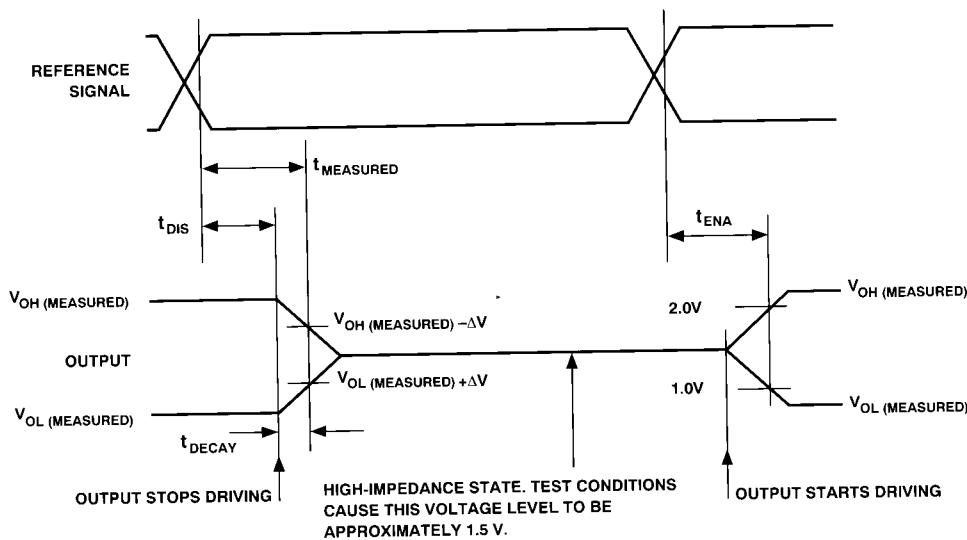 REFERENCE
SIGNAL
tMEASURED
tDIS
tENA
VOH (MEASURED)
VOH (MEASURED) –ΔV
2.0V
VOH (MEASURED)
OUTPUT
VOL (MEASURED) +ΔV
1.0V
VOL (MEASURED)
VOL (MEASURED)
tDECAY
OUTPUT STOPS DRIVING
HIGH-IMPEDANCE STATE. TEST CONDITIONS
CAUSE THIS VOLTAGE LEVEL TO BE
APPROXIMATELY 1.5 V.
OUTPUT STARTS DRIVING